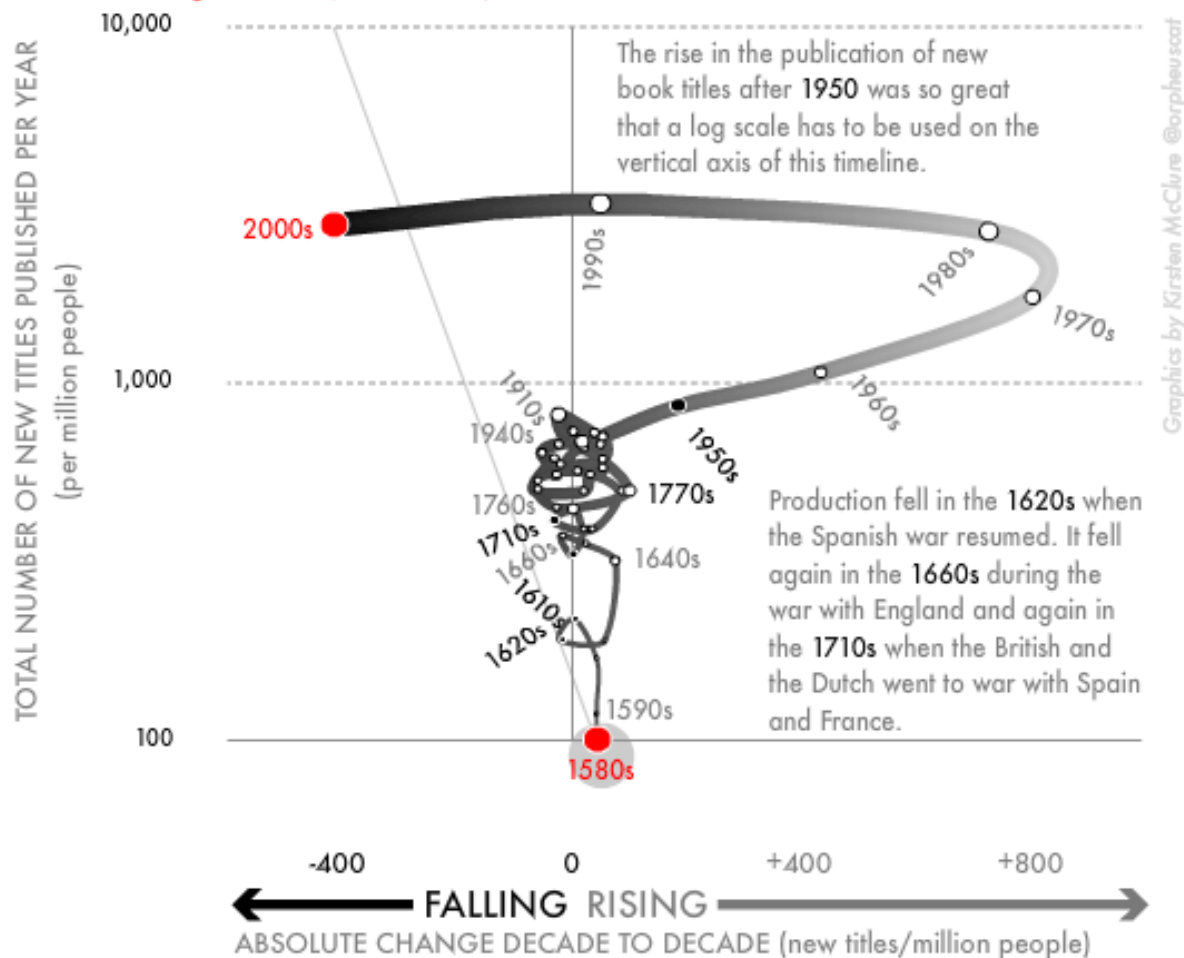 10,000
The rise in the publication of new
book titles after 1950 was so great
that a log scale has to be used on the
vertical axis of this timeline.
Graphics by Kirsten McClure @orpheuscat
TOTAL NUMBER OF NEW TITLES PUBLISHED PER YEAR
(per million people)
2000s
1990s
1980s
1970s
1,000
1960s
1910s
1940s
1950s
1760s
1770s
1710s
1660s
1640s
1610s
1620s
Production fell in the 1620s when
the Spanish war resumed. It fell
again in the 1660s during the
war with England and again in
the 1710s when the British and
the Dutch went to war with Spain
and France.
1590s
100
1580s
-400
0
+400
+800
FALLING RISING
ABSOLUTE CHANGE DECADE TO DECADE (new titles/million people)